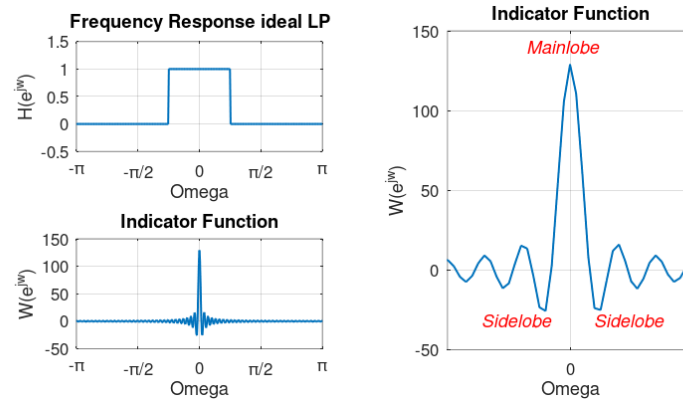 Frequency Response ideal LP
H(e^jw)
1.5
1
0.5
0
-0.5
-π
-π/2
0
π/2
π
Omega
Indicator Function
W(e^jw)
150
100
50
0
-50
-π
-π/2
0
π/2
π
Omega
Indicator Function
W(e^jw)
150
100
50
0
-50
Mainlobe
Sidelobe
Sidelobe
0
Omega